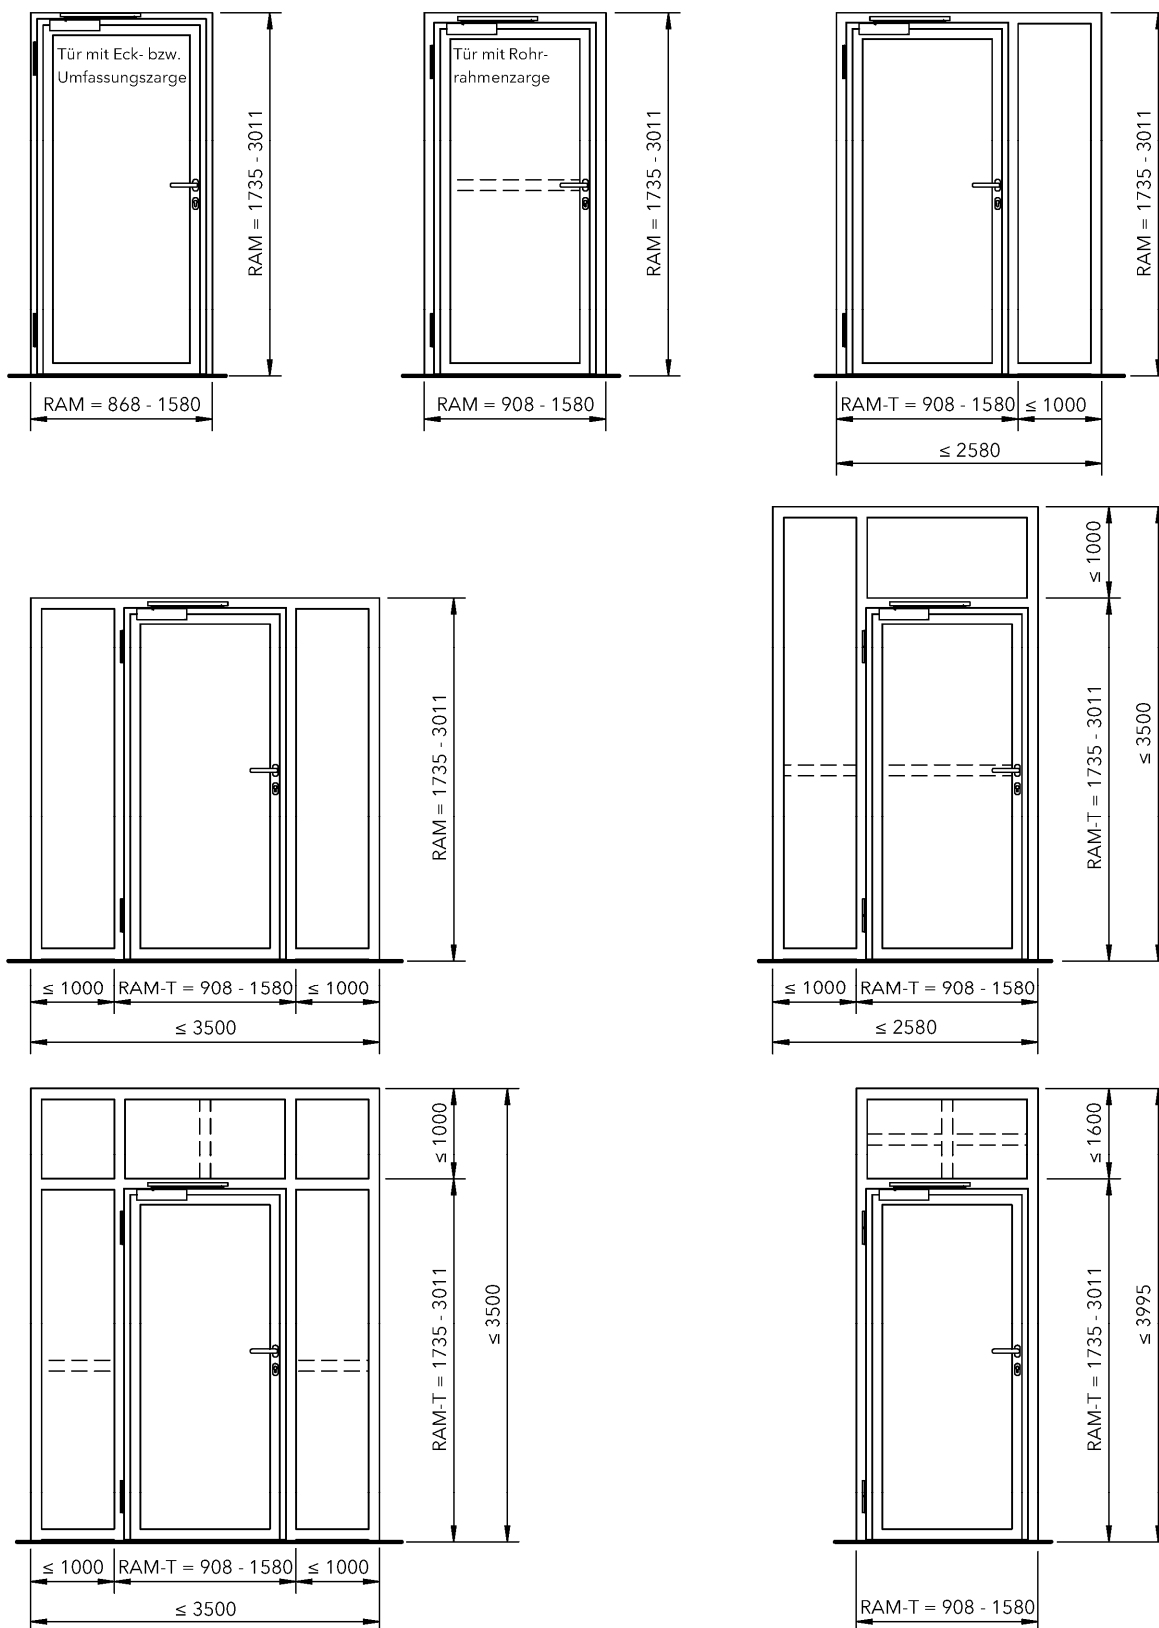 Tür mit Eck- bzw.
Umfassungszarge
RAM = 1735 - 3011
RAM = 868 - 1580
Tür mit Rohr-
rahmenzarge
RAM = 1735 - 3011
RAM = 908 - 1580
RAM = 1735 - 3011
RAM-T = 908 - 1580
≤ 1000
≤ 2580
RAM = 1735 - 3011
≤ 1000
RAM-T = 908 - 1580
≤ 1000
≤ 3500
≤ 1000
RAM-T = 1735 - 3011
≤ 3500
≤ 1000
RAM-T = 908 - 1580
≤ 2580
≤ 1000
RAM-T = 1735 - 3011
≤ 3500
≤ 1000
RAM-T = 908 - 1580
≤ 1000
≤ 3500
≤ 1600
RAM-T = 1735 - 3011
≤ 3995
RAM-T = 908 - 1580